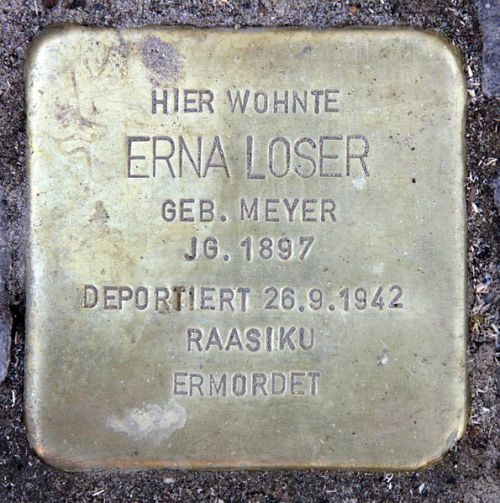 HIER WOHNTE
ERNA LOSER
GEB. MEYER
JG. 1897
DEPORTIERT 26.9.1942
RAASIKU
ERMORDET